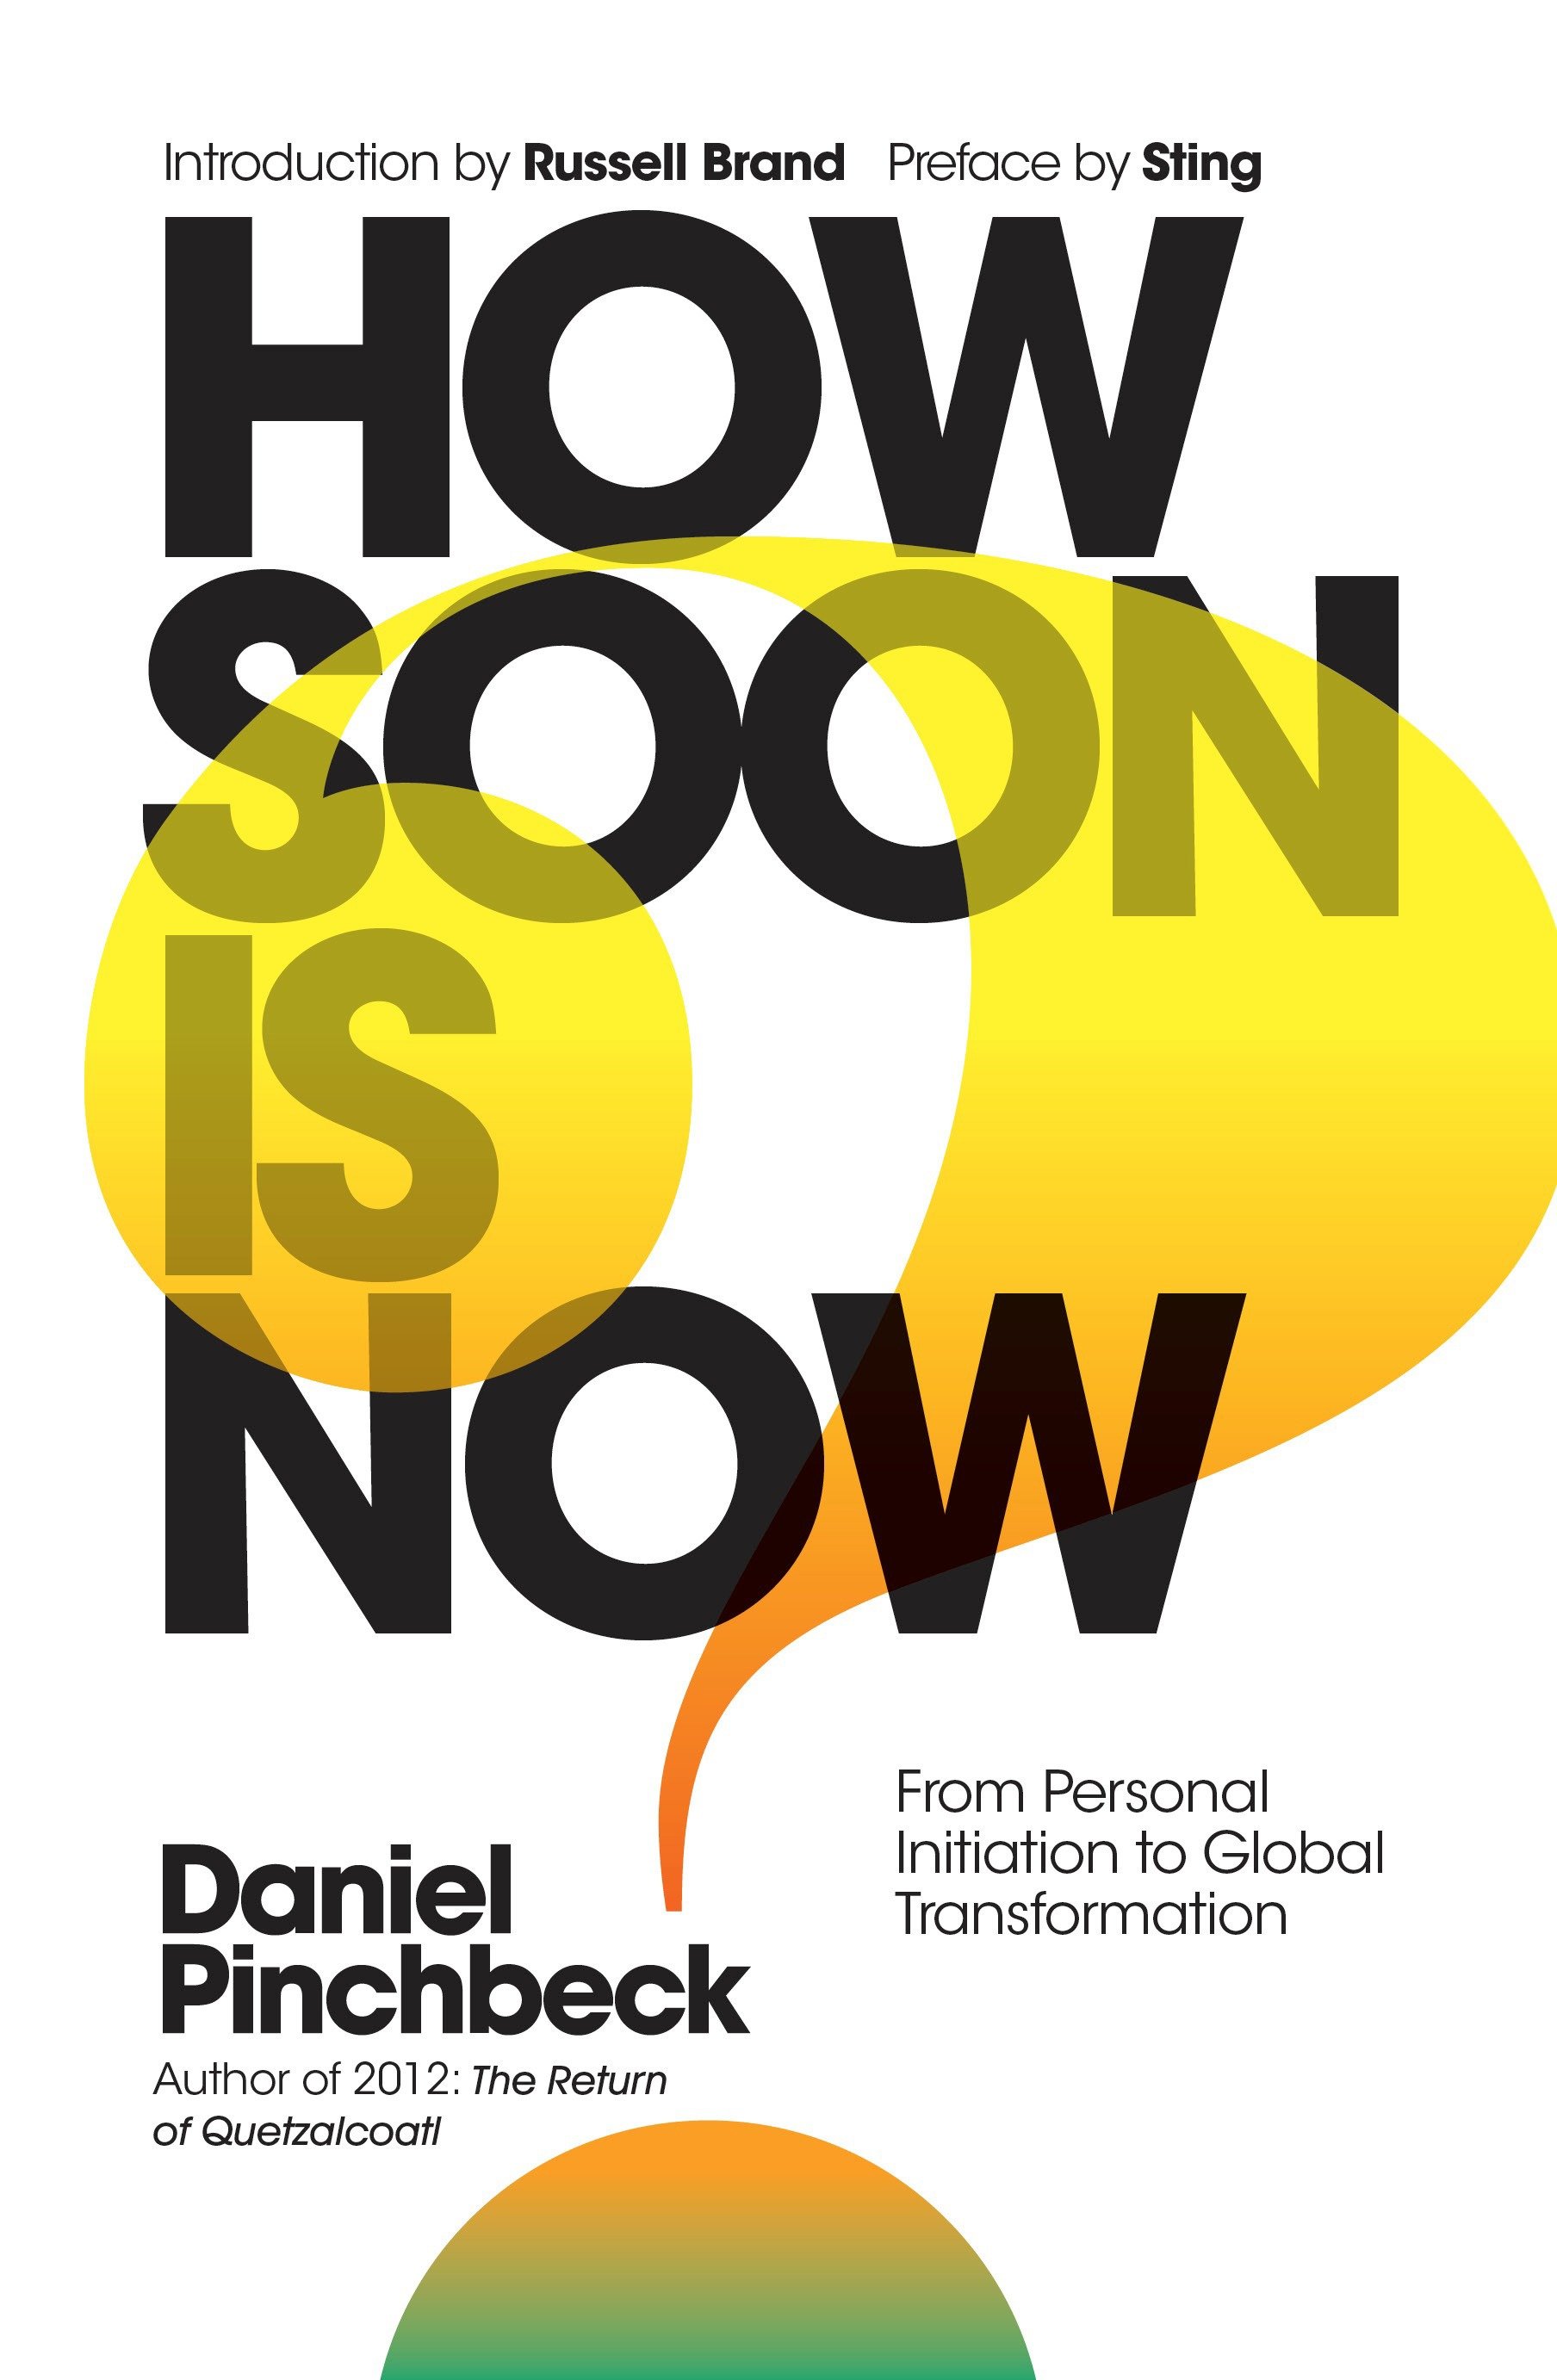 Introduction by Russell Brand Preface by Sting
HOW
SOON
IS
NOW
From Personal
Initiation to Global
Transformation
Daniel
Pinchbeck
Author of 2012: The Return
of Quetzalcoatl